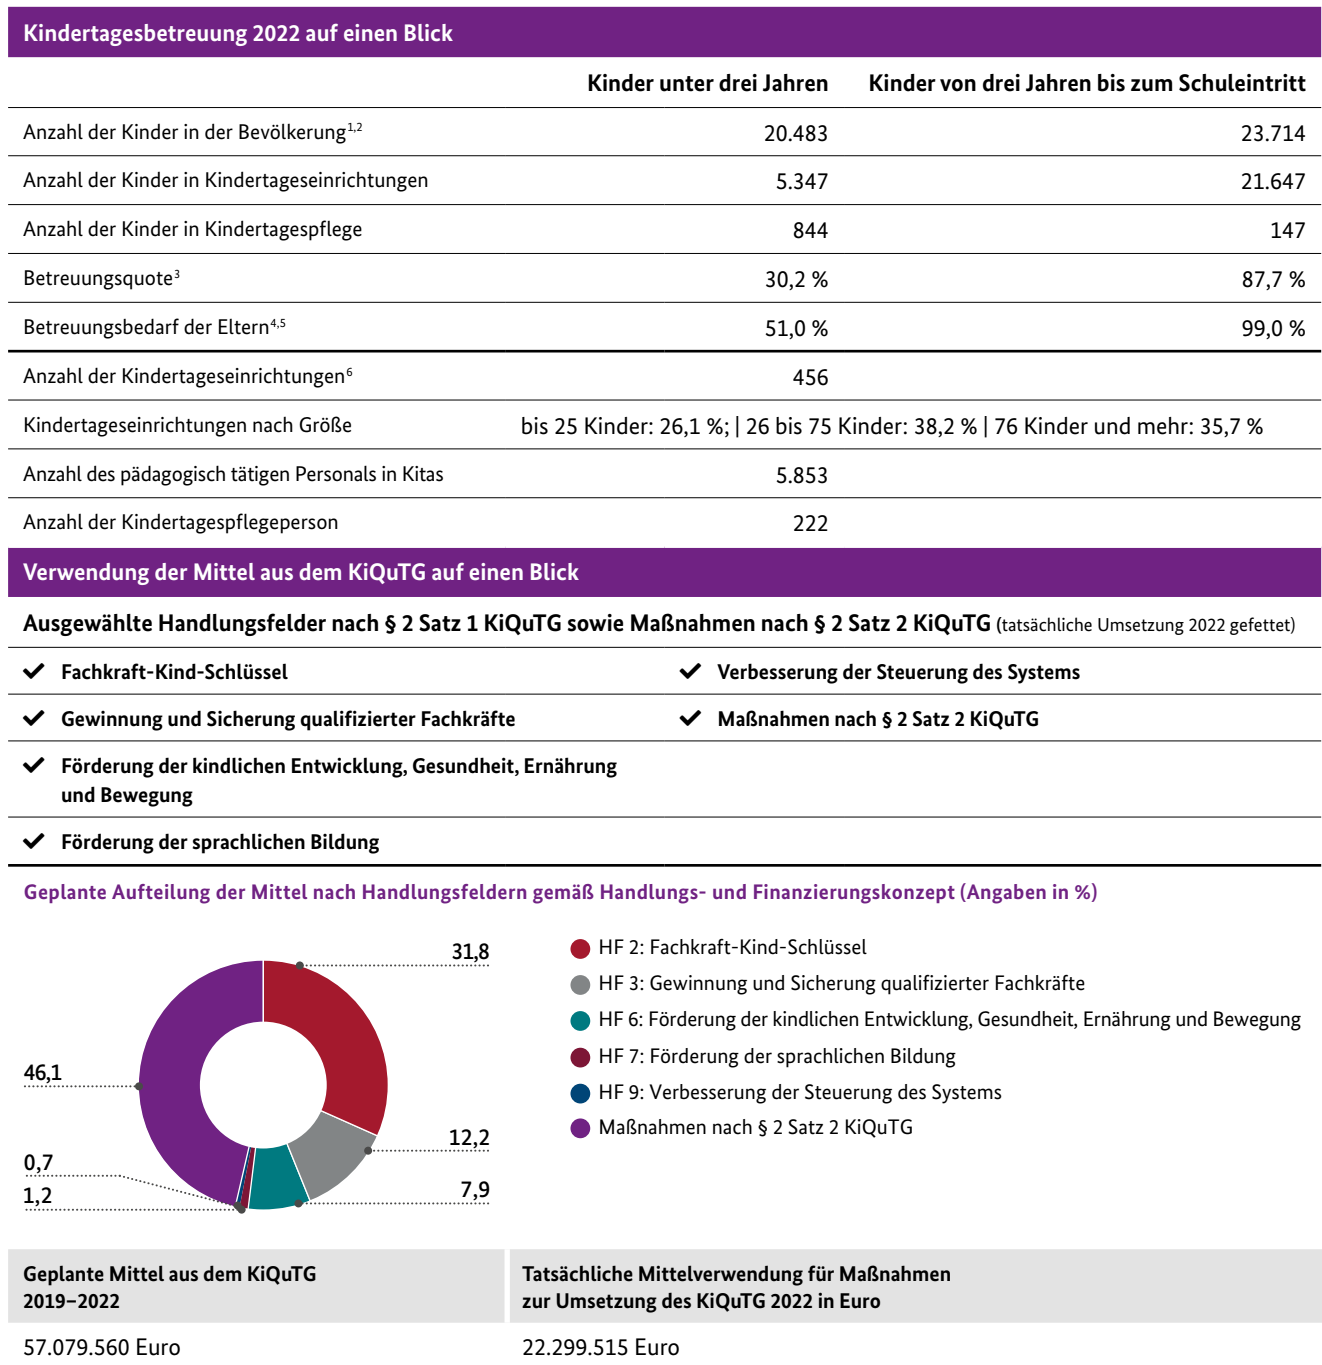 Kindertagesbetreuung 2022 auf einen Blick
Kinder unter drei Jahren Kinder von drei Jahren bis zum Schuleintritt
Anzahl der Kinder in der Bevölkerung1,2 20.483 23.714
Anzahl der Kinder in Kindertageseinrichtungen 5.347 21.647
Anzahl der Kinder in Kindertagespflege 844 147
Betreuungsquote3 30,2 % 87,7 %
Betreuungsbedarf der Eltern4,5 51,0 % 99,0 %
Anzahl der Kindertageseinrichtungen6 456
Kindertageseinrichtungen nach Größe bis 25 Kinder: 26,1 %; | 26 bis 75 Kinder: 38,2 % | 76 Kinder und mehr: 35,7 %
Anzahl des pädagogisch tätigen Personals in Kitas 5.853
Anzahl der Kindertagespflegeperson 222
Verwendung der Mittel aus dem KiQuTG auf einen Blick
Ausgewählte Handlungsfelder nach § 2 Satz 1 KiQuTG sowie Maßnahmen nach § 2 Satz 2 KiQuTG (tatsächliche Umsetzung 2022 gefettet)
✔ Fachkraft-Kind-Schlüssel ✔ Verbesserung der Steuerung des Systems
✔ Gewinnung und Sicherung qualifizierter Fachkräfte ✔ Maßnahmen nach § 2 Satz 2 KiQuTG
✔ Förderung der kindlichen Entwicklung, Gesundheit, Ernährung
und Bewegung
✔ Förderung der sprachlichen Bildung
Geplante Aufteilung der Mittel nach Handlungsfeldern gemäß Handlungs- und Finanzierungskonzept (Angaben in %)
31,8
12,2
7,9
46,1
0,7
1,2
HF 2: Fachkraft-Kind-Schlüssel
HF 3: Gewinnung und Sicherung qualifizierter Fachkräfte
HF 6: Förderung der kindlichen Entwicklung, Gesundheit, Ernährung und Bewegung
HF 7: Förderung der sprachlichen Bildung
HF 9: Verbesserung der Steuerung des Systems
Maßnahmen nach § 2 Satz 2 KiQuTG
Geplante Mittel aus dem KiQuTG
2019–2022
Tatsächliche Mittelverwendung für Maßnahmen
zur Umsetzung des KiQuTG 2022 in Euro
57.079.560 Euro 22.299.515 Euro